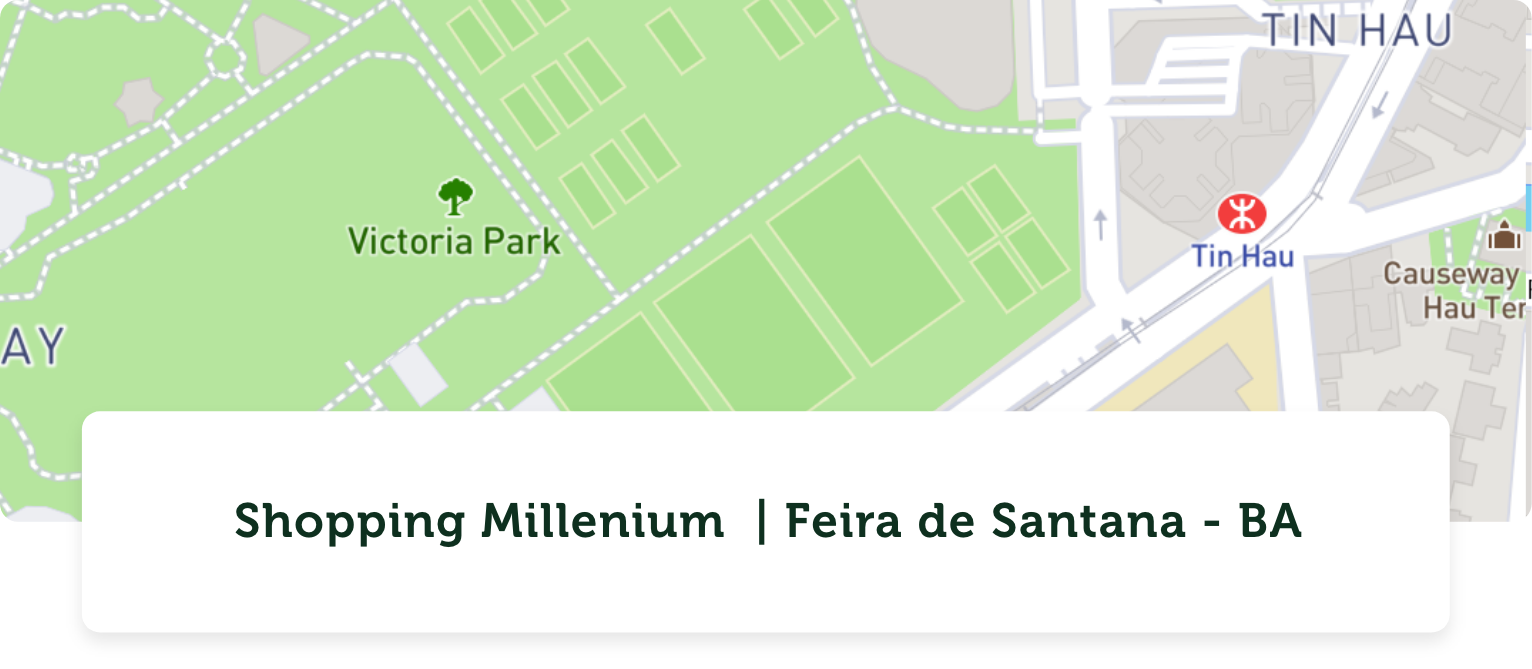 TIN HAU
Victoria Park
Tin Hau
Causeway
Hau Ter
AY
Shopping Millenium | Feira de Santana - BA